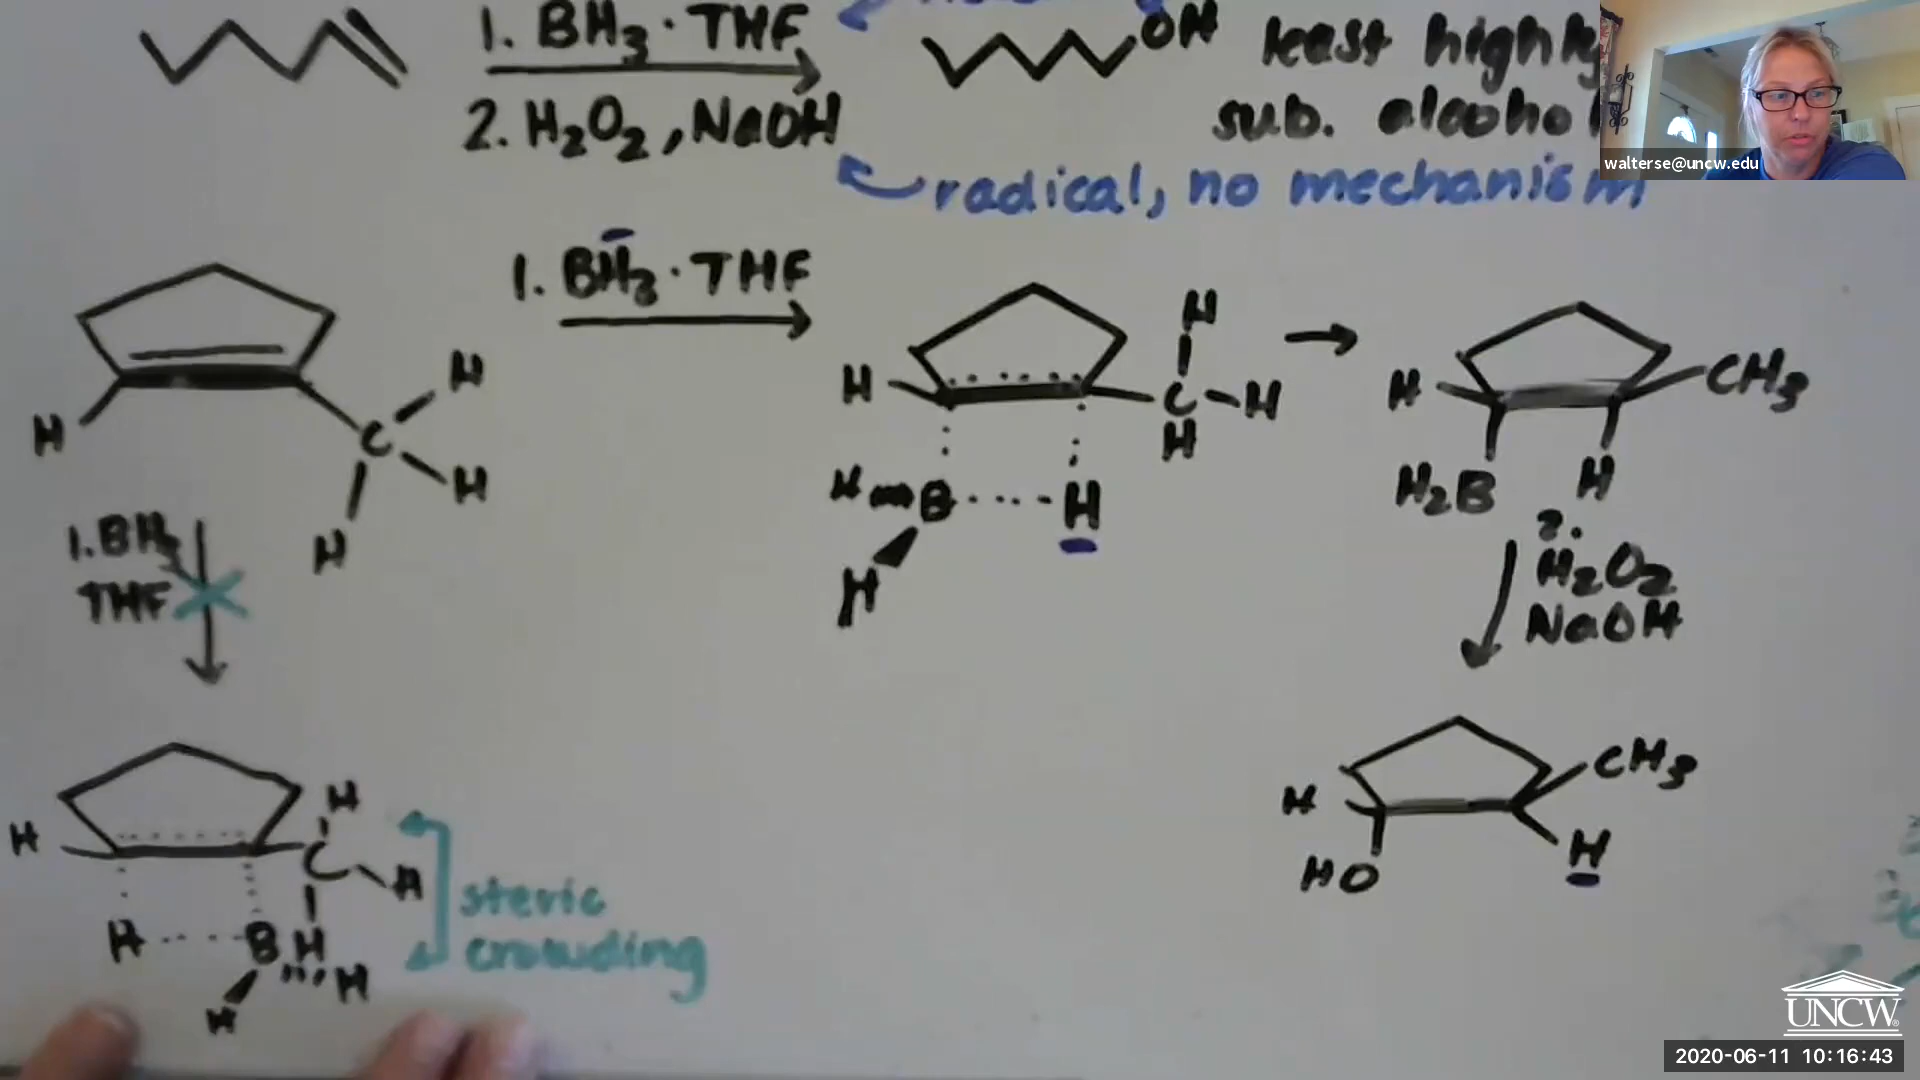 1. BH3 · THF
2. H2O2, NaOH
OH
least highly
sub. alcohol
walterse@uncw.edu
radical, no mechanism
1. BH3 · THF
H
H
C
H
H
H
H
C
H
H
B
H
H
H
CH3
H2B
H
1. BH3
THF
2.
H2O2
NaOH
H
CH3
HO
H
H
H
C
H
H
B
H
H
H
steric
crowding
UNCW
2020-06-11 10:16:43